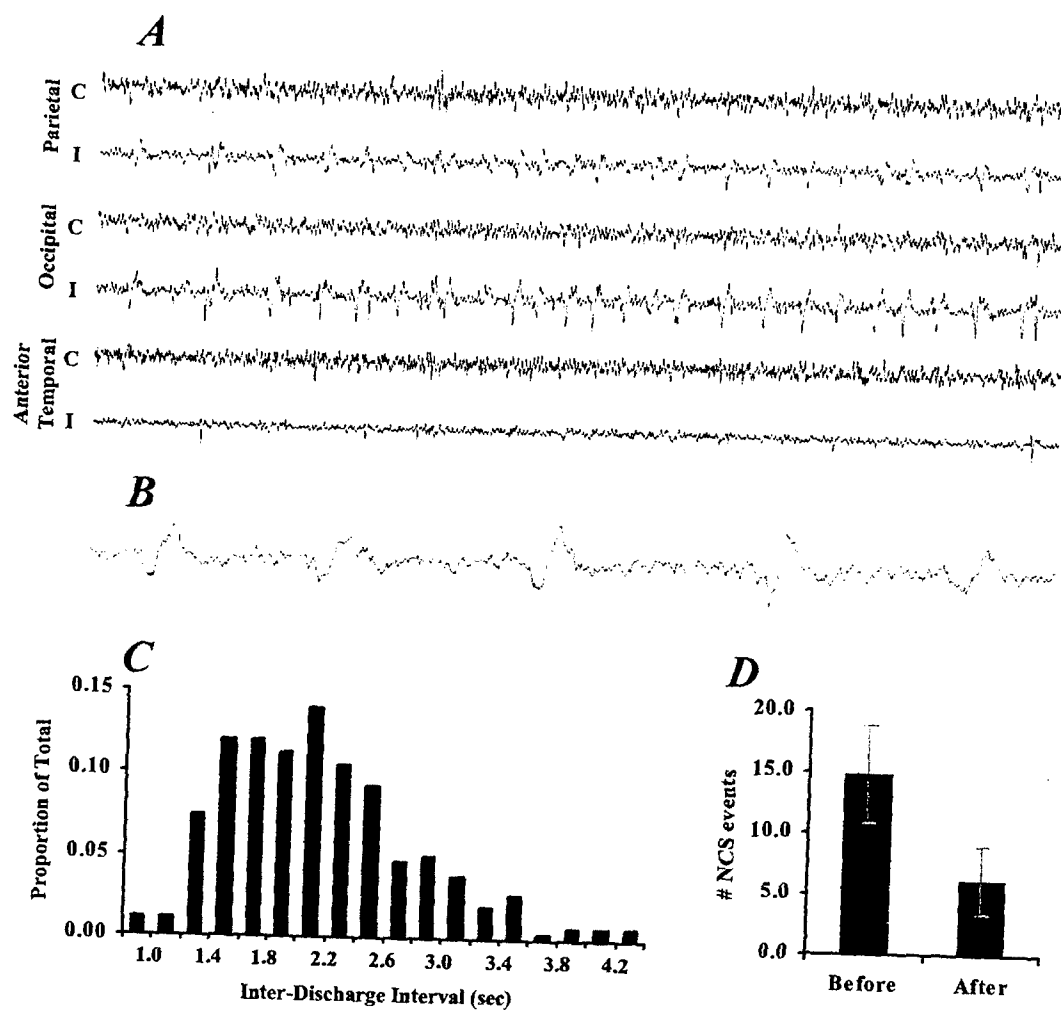 A
Parietal
C
I
Occipital
C
I
Anterior
Temporal
C
I
B
C
Proportion of Total
0.15
0.10
0.05
0.00
1.0 1.4 1.8 2.2 2.6 3.0 3.4 3.8 4.2
Inter-Discharge Interval (sec)
D
# NCS events
20.0
15.0
10.0
5.0
0.0
Before After